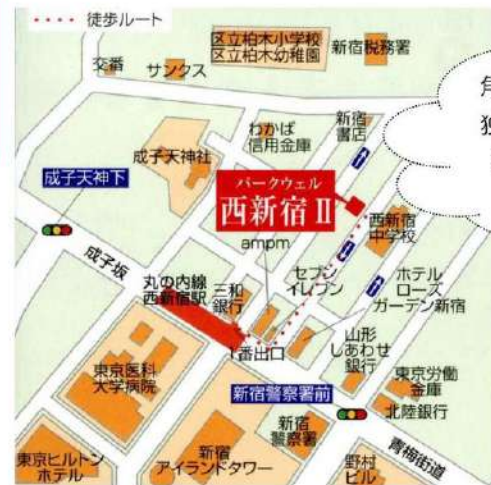 徒歩ルート
区立柏木小学校
区立柏木幼稚園
新宿税務署
交番
サンクス
わかば
信用金庫
新宿
書店
成子天神社
成子天神下
パークウェル
西新宿Ⅱ
西新宿
中学校
ampm
成子坂
丸の内線
西新宿駅
三和
銀行
セブン
イレブン
ホテル
ローズ
ガーデン新宿
1番出口
山形
しあわせ
銀行
東京医科
大学病院
新宿警察署前
東京労働
金庫
北陸銀行
新宿
警察署
青梅街道
東京ヒルトン
ホテル
新宿
アイランドタワー
野村
ビル